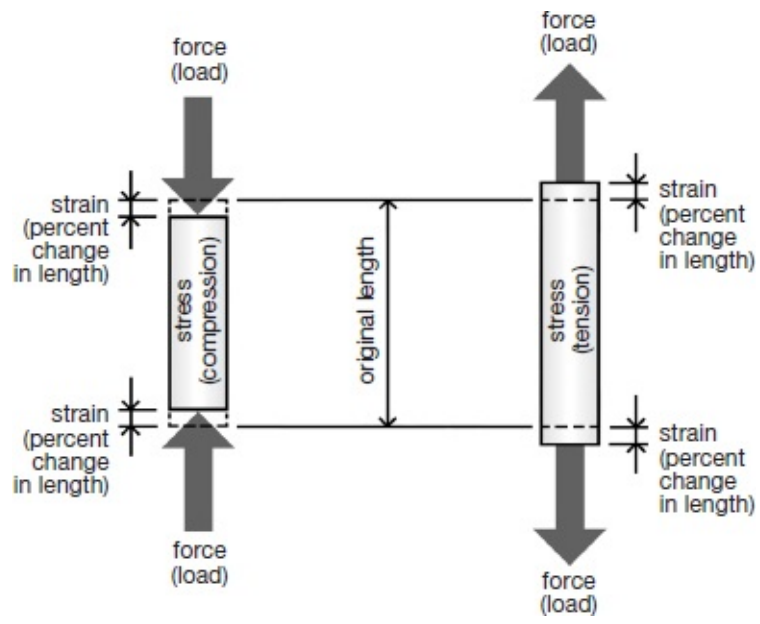 force
(load)
strain
(percent
change
in length)
stress
(compression)
strain
(percent
change
in length)
force
(load)
original length
force
(load)
strain
(percent
change
in length)
stress
(tension)
strain
(percent
change
in length)
force
(load)